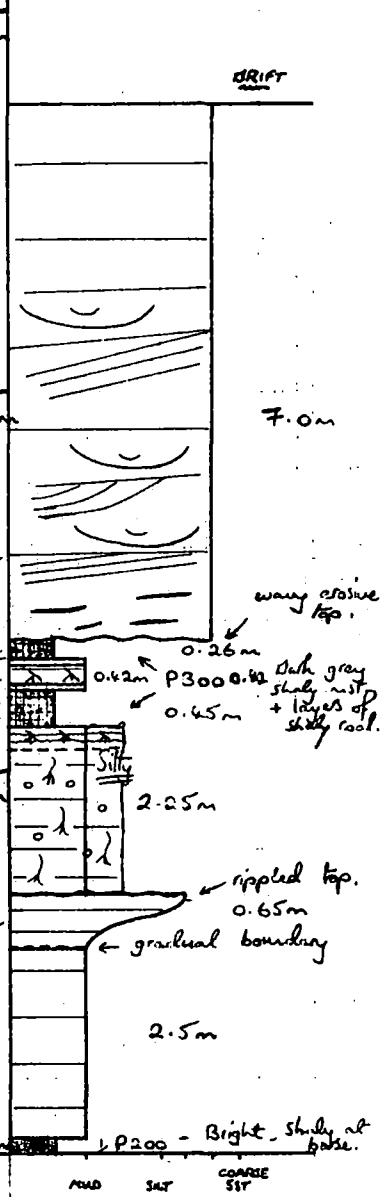 DRIFT
7.0m
wavy erosive
top.
0.26m
0.42m P300 0.42 Dark grey
shaly mst
+ layers of
shaly coal.
0.45m
Silty
2.25m
rippled top.
0.65m
gradual boundary
2.5m
P200 - Bright - Shaly at
base.
MUD SILT COARSE
SST